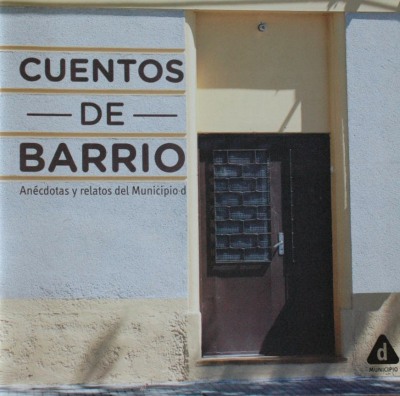 CUENTOS
DE
BARRIO
Anécdotas y relatos del Municipio d
d
MUNICIPIO